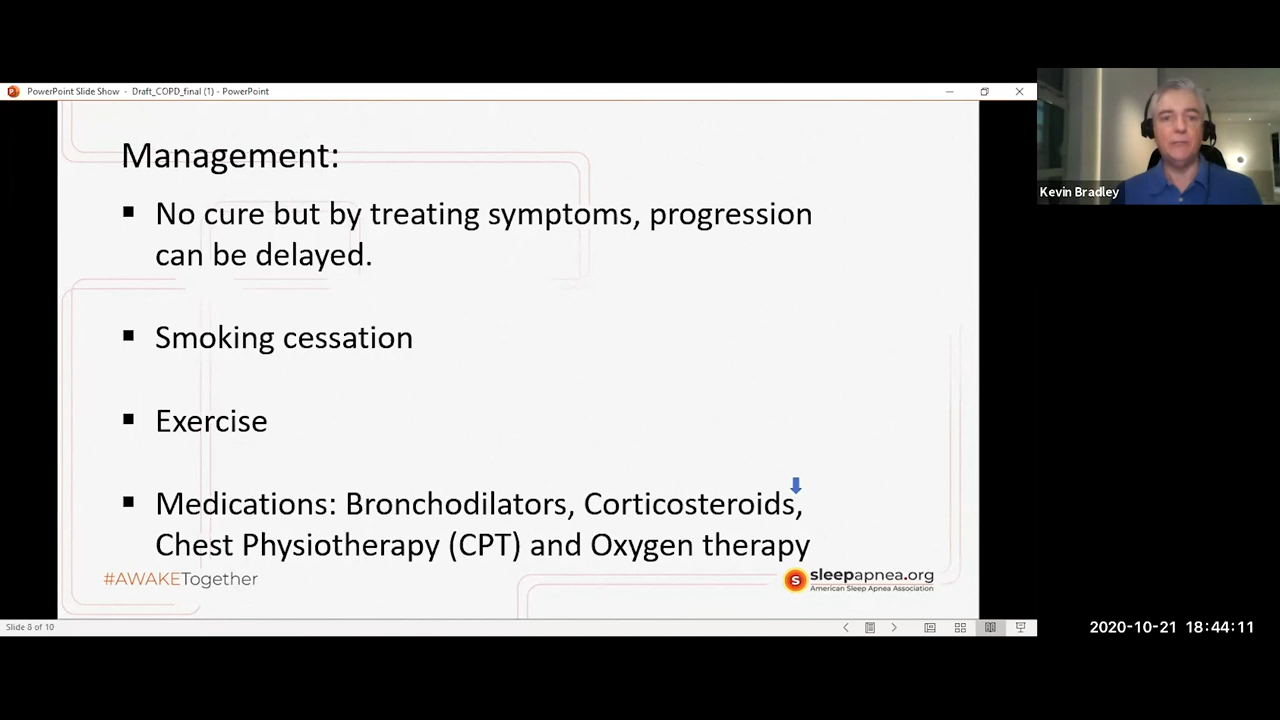 PowerPoint Slide Show - Draft_COPD_final (1) - PowerPoint
Management:
▪ No cure but by treating symptoms, progression
can be delayed.
▪ Smoking cessation
▪ Exercise
▪ Medications: Bronchodilators, Corticosteroids,
Chest Physiotherapy (CPT) and Oxygen therapy
#AWAKETogether
s sleepapnea.org
American Sleep Apnea Association
Slide 8 of 10
Kevin Bradley
2020-10-21 18:44:11